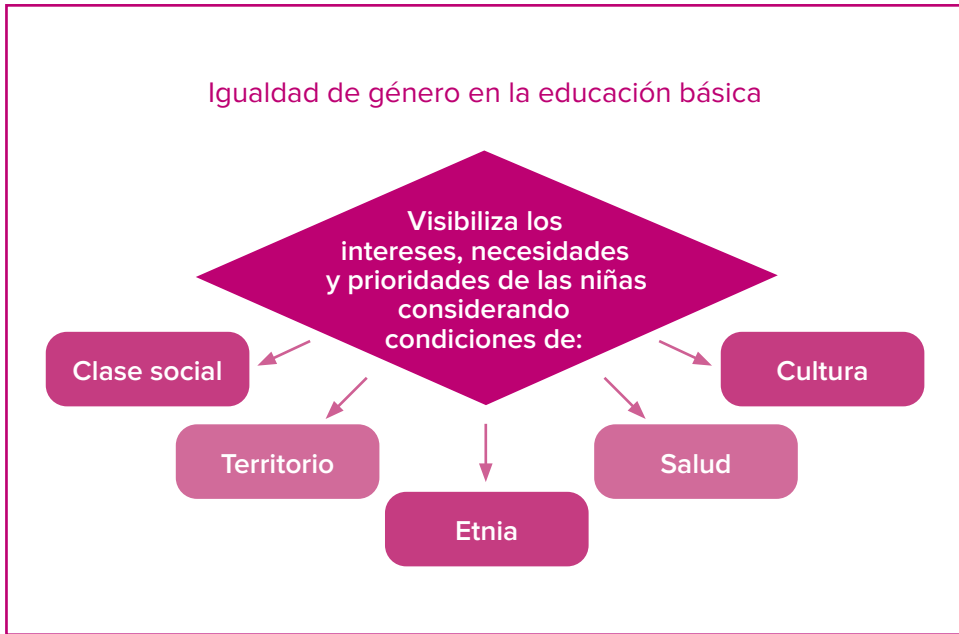 Igualdad de género en la educación básica
Visibiliza los
intereses, necesidades
y prioridades de las niñas
considerando
condiciones de:
Clase social
Territorio
Etnia
Salud
Cultura